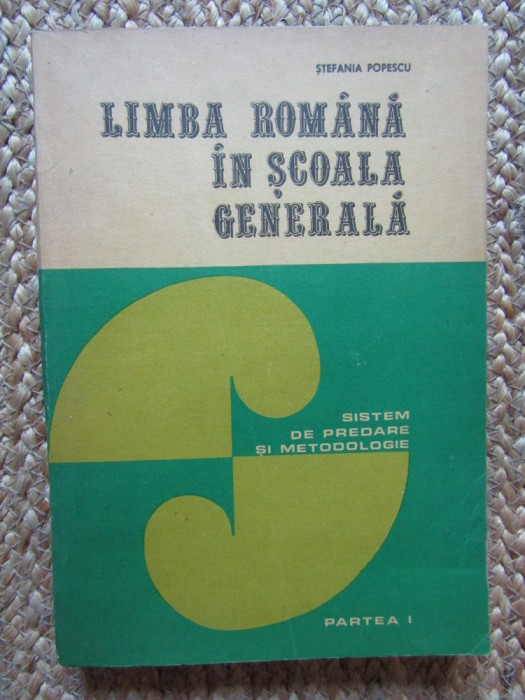 ȘTEFANIA POPESCU
LIMBA ROMÂNĂ
ÎN ȘCOALA
GENERALĂ
SISTEM
DE PREDARE
ȘI METODOLOGIE
PARTEA I